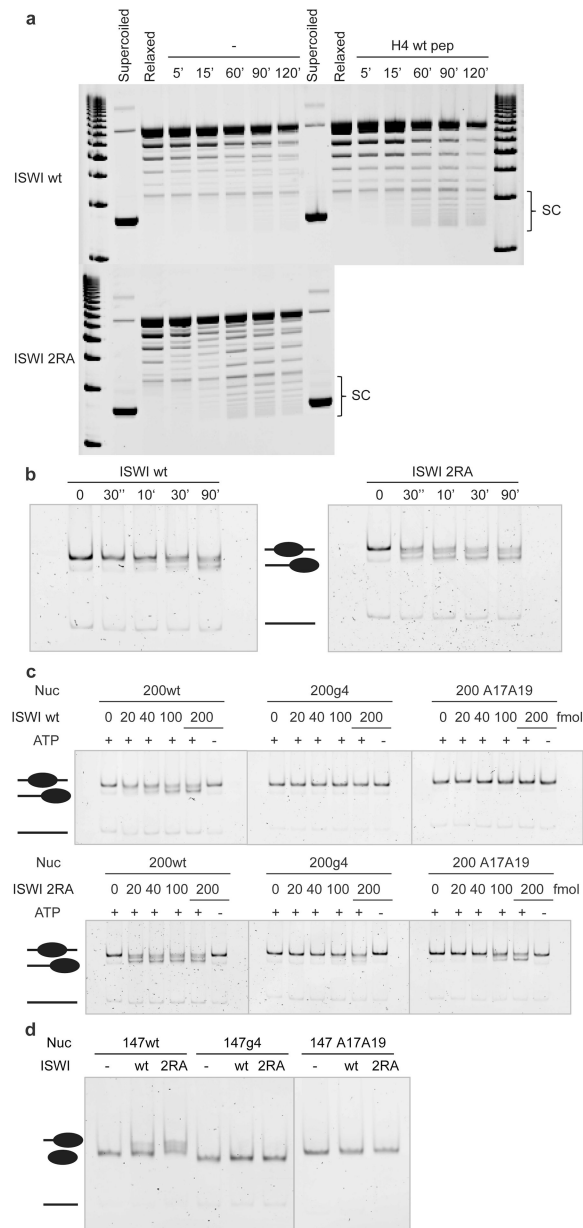 a
Supercoiled Relaxed - Supercoiled Relaxed H4 wt pep
5' 15' 60' 90' 120' 5' 15' 60' 90' 120'
ISWI wt
SC
ISWI 2RA
SC
b
ISWI wt ISWI 2RA
0 30'' 10' 30' 90' 0 30'' 10' 30' 90'
c
Nuc 200wt 200g4 200 A17A19
ISWI wt 0 20 40 100 200 0 20 40 100 200 0 20 40 100 200 fmol
ATP + + + + + - + + + + + - + + + + + -
Nuc 200wt 200g4 200 A17A19
ISWI 2RA 0 20 40 100 200 0 20 40 100 200 0 20 40 100 200 fmol
ATP + + + + + - + + + + + - + + + + + -
d
Nuc 147wt 147g4 147 A17A19
ISWI - wt 2RA - wt 2RA - wt 2RA